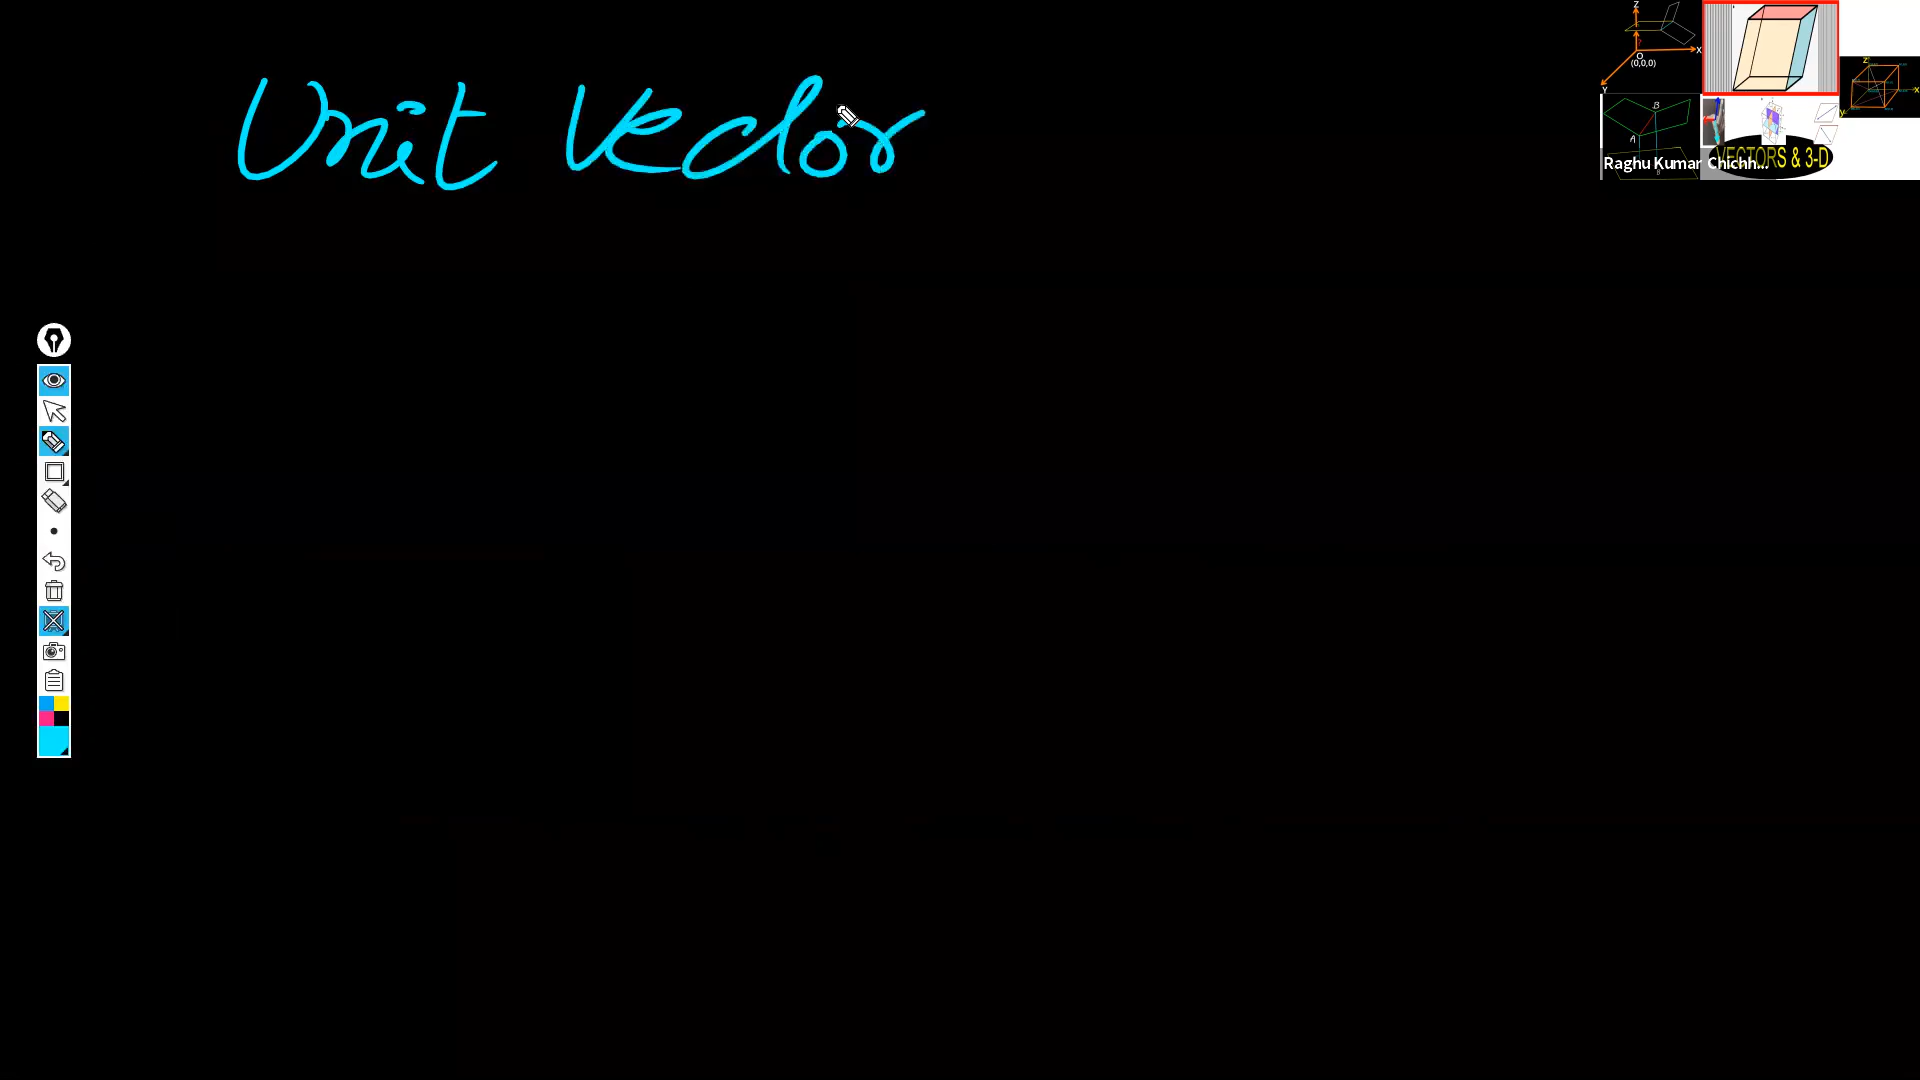 Unit Vector
Z
X
O
(0,0,0)
Y
B
A
Z
X
y
VECTORS & 3-D
Raghu Kumar Chichh...